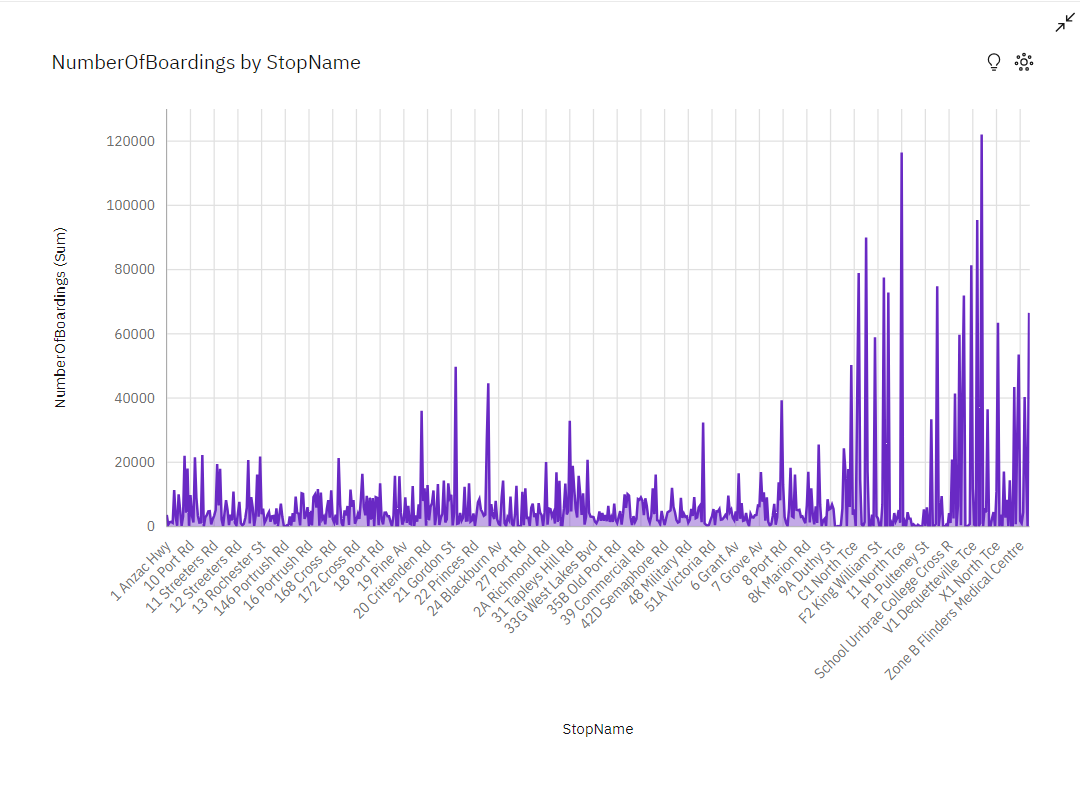 NumberOfBoardings by StopName
NumberOfBoardings (Sum)
120000
100000
80000
60000
40000
20000
0
1 Anzac Hwy
10 Port Rd
11 Streeters Rd
12 Streeters Rd
13 Rochester St
146 Portrush Rd
16 Portrush Rd
168 Cross Rd
172 Cross Rd
18 Port Rd
19 Pine Av
20 Crittenden Rd
21 Gordon St
22 Princes Rd
24 Blackburn Av
27 Port Rd
2A Richmond Rd
31 Tapleys Hill Rd
33G West Lakes Bvd
35B Old Port Rd
39 Commercial Rd
42D Semaphore Rd
48 Military Rd
51A Victoria Rd
6 Grant Av
7 Grove Av
8 Port Rd
8K Marion Rd
9A Duthy St
C1 North Tce
F2 King William St
I1 North Tce
P1 Pulteney St
School Urrbrae College Cross R
V1 Dequetteville Tce
X1 North Tce
Zone B Flinders Medical Centre
StopName